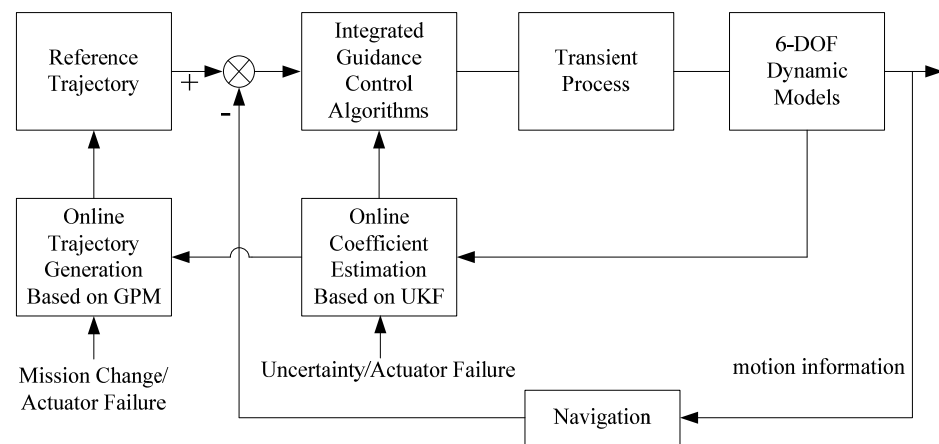 Reference
Trajectory
+
-
Integrated
Guidance
Control
Algorithms
Transient
Process
6-DOF
Dynamic
Models
Online
Trajectory
Generation
Based on GPM
Online
Coefficient
Estimation
Based on UKF
Mission Change/
Actuator Failure
Uncertainty/Actuator Failure
motion information
Navigation